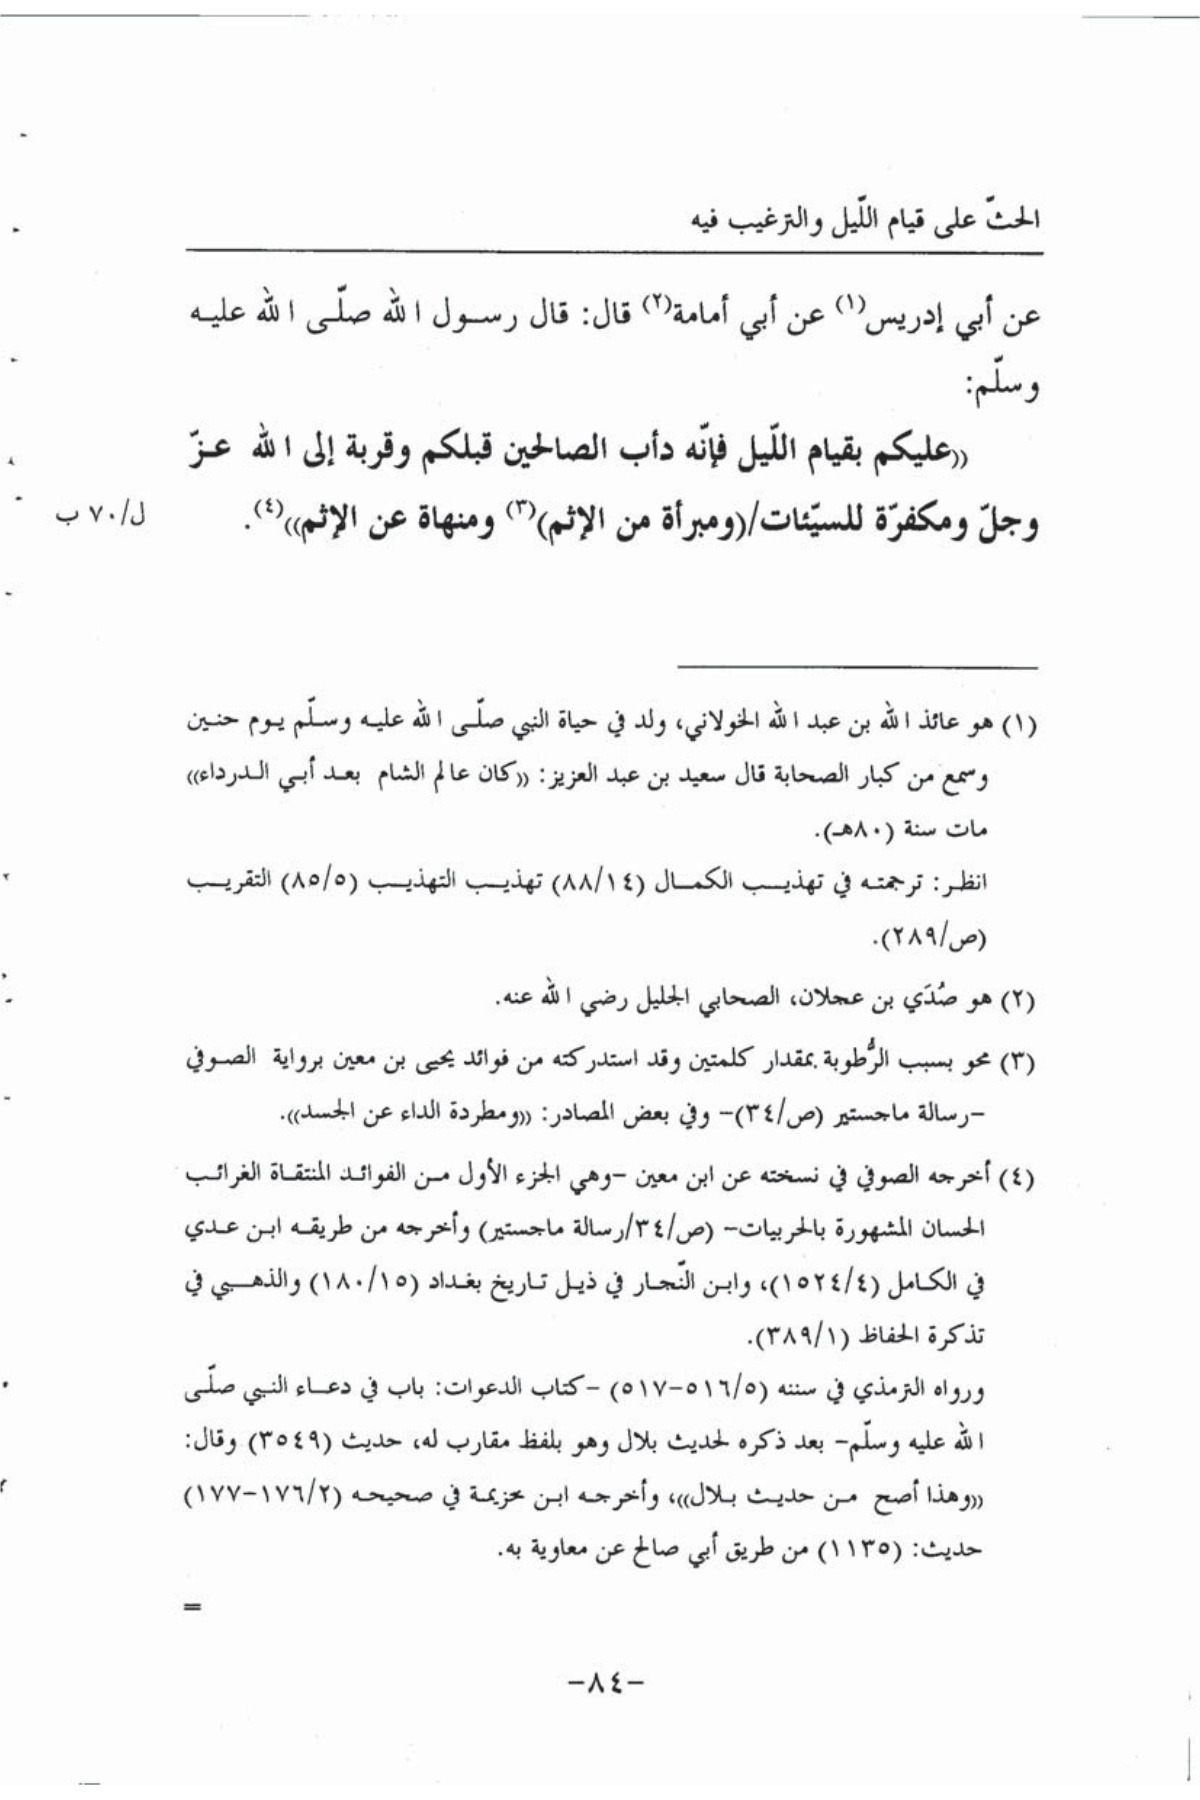 الحثّ على قيام اللّيل والترغيب فيه
عن أبي إدريس(١) عن أبي أمامة(٢) قال: قال رسول الله صلّى الله عليه
وسلّم:
((عليكم بقيام اللّيل فإنّه دأب الصالحين قبلكم وقربة إلى الله عزّ
وجلّ ومكفرّة للسيّئات/(ومبرأة من الإثم)(٣) ومنهاة عن الإثم))(٤).
ل/٧٠ ب
(١) هو عائذ الله بن عبد الله الخولاني، ولد في حياة النبي صلّى الله عليه وسلّم يوم حنين
وسمع من كبار الصحابة قال سعيد بن عبد العزيز: ((كان عالم الشام بعد أبي الدرداء))
مات سنة (٨٠هـ).
انظر: ترجمته في تهذيب الكمال (٨٨/١٤) تهذيب التهذيب (٨٥/٥) التقريب
(ص/٢٨٩).
(٢) هو صُدَي بن عجلان، الصحابي الجليل رضي الله عنه.
(٣) محو بسبب الرُّطوبة بمقدار كلمتين وقد استدركته من فوائد يحيى بن معين برواية الصوفي
-رسالة ماجستير (ص/٣٤)- وفي بعض المصادر: ((ومطردة الداء عن الجسد)).
(٤) أخرجه الصوفي في نسخته عن ابن معين -وهي الجزء الأول من الفوائد المنتقاة الغرائب
الحسان المشهورة بالحربيات- (ص/٣٤/رسالة ماجستير) وأخرجه من طريقه ابن عدي
في الكامل (١٥٢٤/٤)، وابن النّجار في ذيل تاريخ بغداد (١٨٠/١٥) والذهبي في
تذكرة الحفاظ (٣٨٩/١).
ورواه الترمذي في سننه (٥١٦/٥-٥١٧) -كتاب الدعوات: باب في دعاء النبي صلّى
الله عليه وسلّم- بعد ذكره لحديث بلال وهو بلفظ مقارب له، حديث (٣٥٤٩) وقال:
((وهذا أصح من حديث بلال))، وأخرجه ابن خزيمة في صحيحه (١٧٦/٢-١٧٧)
حديث: (١١٣٥) من طريق أبي صالح عن معاوية به.
=
-٨٤-